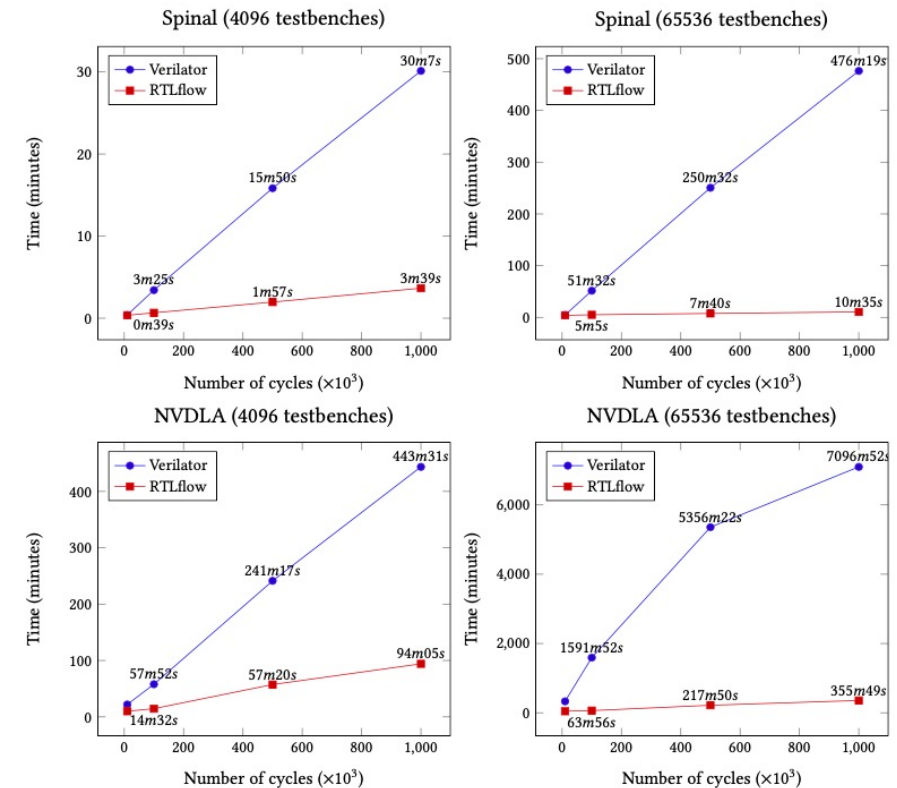 Spinal (4096 testbenches)
Verilator
RTLflow
30m7s
15m50s
3m25s
3m39s
1m57s
0m39s
30
20
10
0
Time (minutes)
0 200 400 600 800 1,000
Number of cycles (×10³)
Spinal (65536 testbenches)
Verilator
RTLflow
476m19s
250m32s
51m32s
10m35s
7m40s
5m5s
500
400
300
200
100
0
Time (minutes)
0 200 400 600 800 1,000
Number of cycles (×10³)
NVDLA (4096 testbenches)
Verilator
RTLflow
443m31s
241m17s
57m52s
94m05s
57m20s
14m32s
400
300
200
100
0
Time (minutes)
0 200 400 600 800 1,000
Number of cycles (×10³)
NVDLA (65536 testbenches)
Verilator
RTLflow
7096m52s
5356m22s
1591m52s
355m49s
217m50s
63m56s
6,000
4,000
2,000
0
Time (minutes)
0 200 400 600 800 1,000
Number of cycles (×10³)